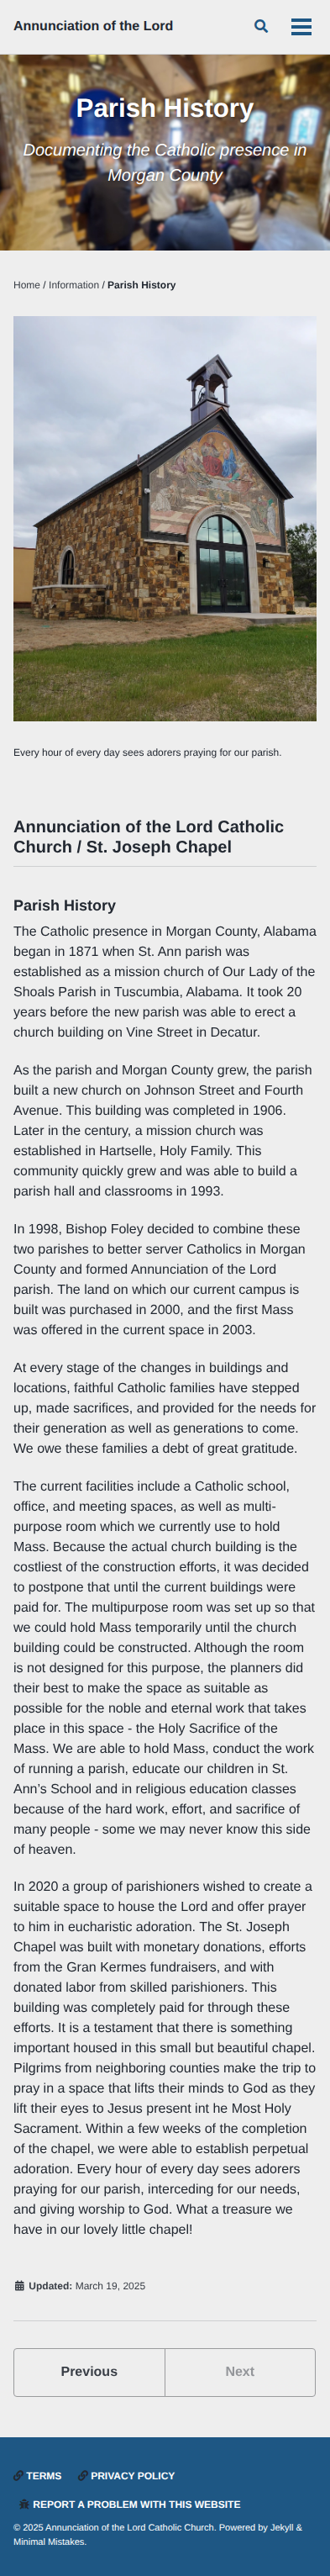 Annunciation of the Lord
Parish History
Documenting the Catholic presence in
Morgan County
Home / Information / Parish History
Every hour of every day sees adorers praying for our parish.
Annunciation of the Lord Catholic
Church / St. Joseph Chapel
Parish History
The Catholic presence in Morgan County, Alabama
began in 1871 when St. Ann parish was
established as a mission church of Our Lady of the
Shoals Parish in Tuscumbia, Alabama. It took 20
years before the new parish was able to erect a
church building on Vine Street in Decatur.
As the parish and Morgan County grew, the parish
built a new church on Johnson Street and Fourth
Avenue. This building was completed in 1906.
Later in the century, a mission church was
established in Hartselle, Holy Family. This
community quickly grew and was able to build a
parish hall and classrooms in 1993.
In 1998, Bishop Foley decided to combine these
two parishes to better server Catholics in Morgan
County and formed Annunciation of the Lord
parish. The land on which our current campus is
built was purchased in 2000, and the first Mass
was offered in the current space in 2003.
At every stage of the changes in buildings and
locations, faithful Catholic families have stepped
up, made sacrifices, and provided for the needs for
their generation as well as generations to come.
We owe these families a debt of great gratitude.
The current facilities include a Catholic school,
office, and meeting spaces, as well as multi-
purpose room which we currently use to hold
Mass. Because the actual church building is the
costliest of the construction efforts, it was decided
to postpone that until the current buildings were
paid for. The multipurpose room was set up so that
we could hold Mass temporarily until the church
building could be constructed. Although the room
is not designed for this purpose, the planners did
their best to make the space as suitable as
possible for the noble and eternal work that takes
place in this space - the Holy Sacrifice of the
Mass. We are able to hold Mass, conduct the work
of running a parish, educate our children in St.
Ann’s School and in religious education classes
because of the hard work, effort, and sacrifice of
many people - some we may never know this side
of heaven.
In 2020 a group of parishioners wished to create a
suitable space to house the Lord and offer prayer
to him in eucharistic adoration. The St. Joseph
Chapel was built with monetary donations, efforts
from the Gran Kermes fundraisers, and with
donated labor from skilled parishioners. This
building was completely paid for through these
efforts. It is a testament that there is something
important housed in this small but beautiful chapel.
Pilgrims from neighboring counties make the trip to
pray in a space that lifts their minds to God as they
lift their eyes to Jesus present int he Most Holy
Sacrament. Within a few weeks of the completion
of the chapel, we were able to establish perpetual
adoration. Every hour of every day sees adorers
praying for our parish, interceding for our needs,
and giving worship to God. What a treasure we
have in our lovely little chapel!
Updated: March 19, 2025
Previous
Next
TERMS
PRIVACY POLICY
REPORT A PROBLEM WITH THIS WEBSITE
© 2025 Annunciation of the Lord Catholic Church. Powered by Jekyll &
Minimal Mistakes.